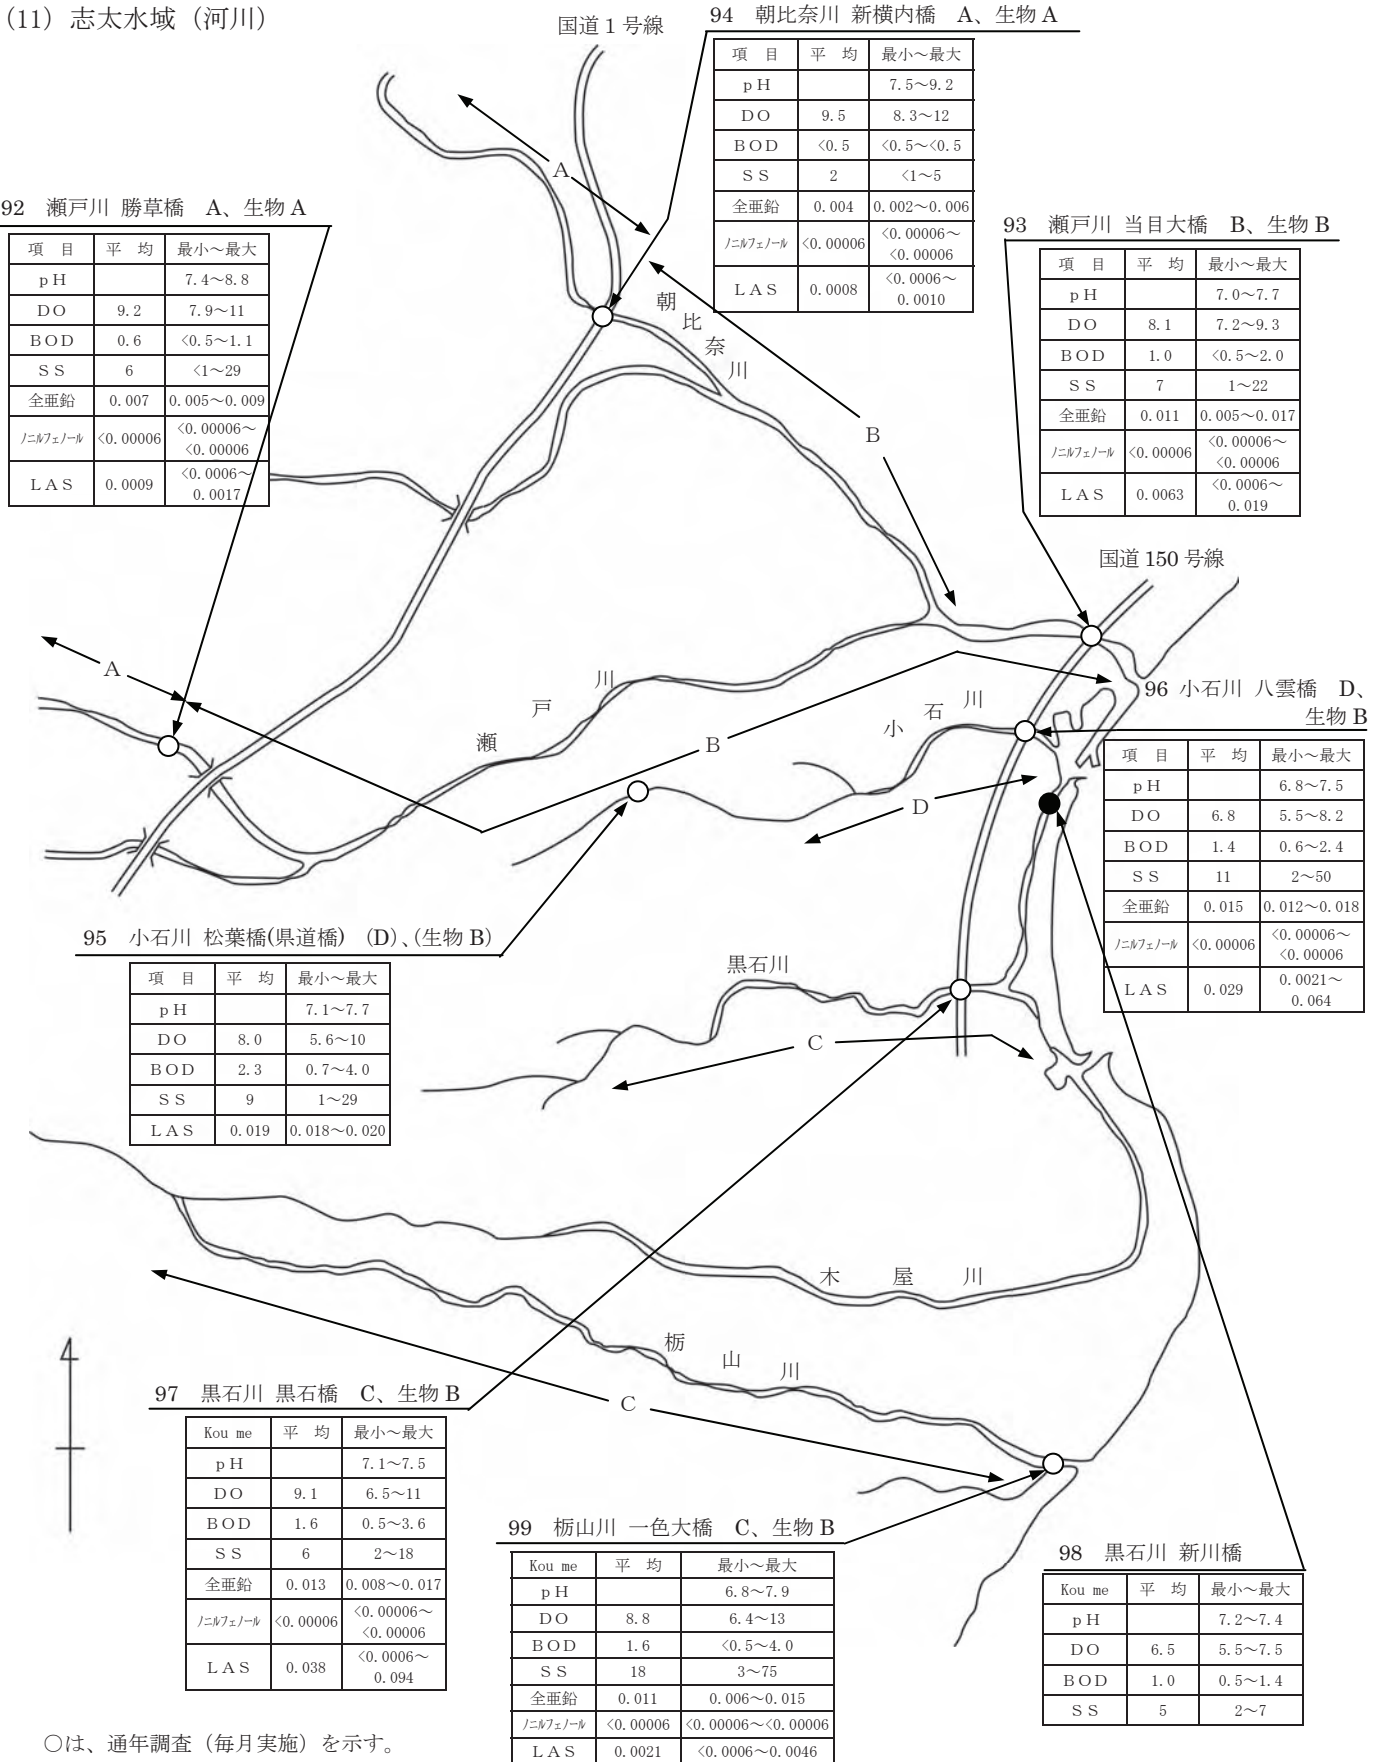 (11) 志太水域（河川）
国道1号線
94 朝比奈川 新横内橋 A、生物A
項 目 平 均 最小～最大
pH 7.5～9.2
DO 9.5 8.3～12
BOD <0.5 <0.5～<0.5
SS 2 <1～5
全亜鉛 0.004 0.002～0.006
ﾉﾆﾙﾌｪﾉｰﾙ <0.00006 <0.00006～
<0.00006
LAS 0.0008 <0.0006～
0.0010
A
92 瀬戸川 勝草橋 A、生物A
項 目 平 均 最小～最大
pH 7.4～8.8
DO 9.2 7.9～11
BOD 0.6 <0.5～1.1
SS 6 <1～29
全亜鉛 0.007 0.005～0.009
ﾉﾆﾙﾌｪﾉｰﾙ <0.00006 <0.00006～
<0.00006
LAS 0.0009 <0.0006～
0.0017
93 瀬戸川 当目大橋 B、生物B
項 目 平 均 最小～最大
pH 7.0～7.7
DO 8.1 7.2～9.3
BOD 1.0 <0.5～2.0
SS 7 1～22
全亜鉛 0.011 0.005～0.017
ﾉﾆﾙﾌｪﾉｰﾙ <0.00006 <0.00006～
<0.00006
LAS 0.0063 <0.0006～
0.019
朝比奈川
B
国道150号線
A
瀬戸川
B
小石川
D
96 小石川 八雲橋 D、
生物B
項 目 平 均 最小～最大
pH 6.8～7.5
DO 6.8 5.5～8.2
BOD 1.4 0.6～2.4
SS 11 2～50
全亜鉛 0.015 0.012～0.018
ﾉﾆﾙﾌｪﾉｰﾙ <0.00006 <0.00006～
<0.00006
LAS 0.029 0.0021～
0.064
95 小石川 松葉橋(県道橋) (D)、(生物B)
項 目 平 均 最小～最大
pH 7.1～7.7
DO 8.0 5.6～10
BOD 2.3 0.7～4.0
SS 9 1～29
LAS 0.019 0.018～0.020
黒石川
C
木屋川
栃山川
C
97 黒石川 黒石橋 C、生物B
Kou me 平 均 最小～最大
pH 7.1～7.5
DO 9.1 6.5～11
BOD 1.6 0.5～3.6
SS 6 2～18
全亜鉛 0.013 0.008～0.017
ﾉﾆﾙﾌｪﾉｰﾙ <0.00006 <0.00006～
<0.00006
LAS 0.038 <0.0006～
0.094
99 栃山川 一色大橋 C、生物B
Kou me 平 均 最小～最大
pH 6.8～7.9
DO 8.8 6.4～13
BOD 1.6 <0.5～4.0
SS 18 3～75
全亜鉛 0.011 0.006～0.015
ﾉﾆﾙﾌｪﾉｰﾙ <0.00006 <0.00006～<0.00006
LAS 0.0021 <0.0006～0.0046
98 黒石川 新川橋
Kou me 平 均 最小～最大
pH 7.2～7.4
DO 6.5 5.5～7.5
BOD 1.0 0.5～1.4
SS 5 2～7
○は、通年調査（毎月実施）を示す。